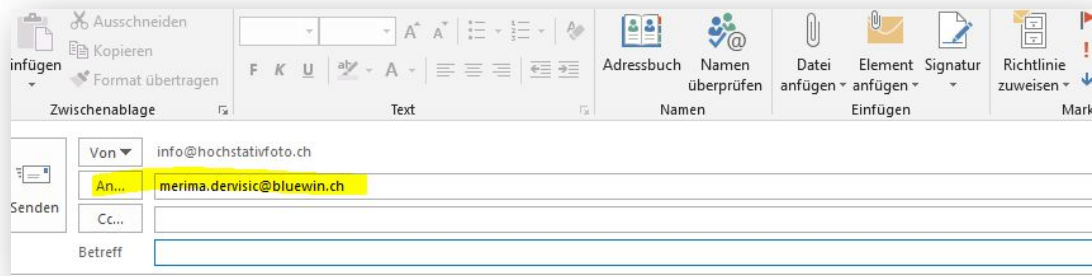 Ausschneiden
Kopieren
infügen
Format übertragen
Zwischenablage
F K U aby A
Text
Adressbuch
Namen überprüfen
Namen
Datei anfügen
Element anfügen
Signatur
Einfügen
Richtlinie zuweisen
Mark
Von info@hochstativfoto.ch
An... merima.dervisic@bluewin.ch
Senden
Cc...
Betreff